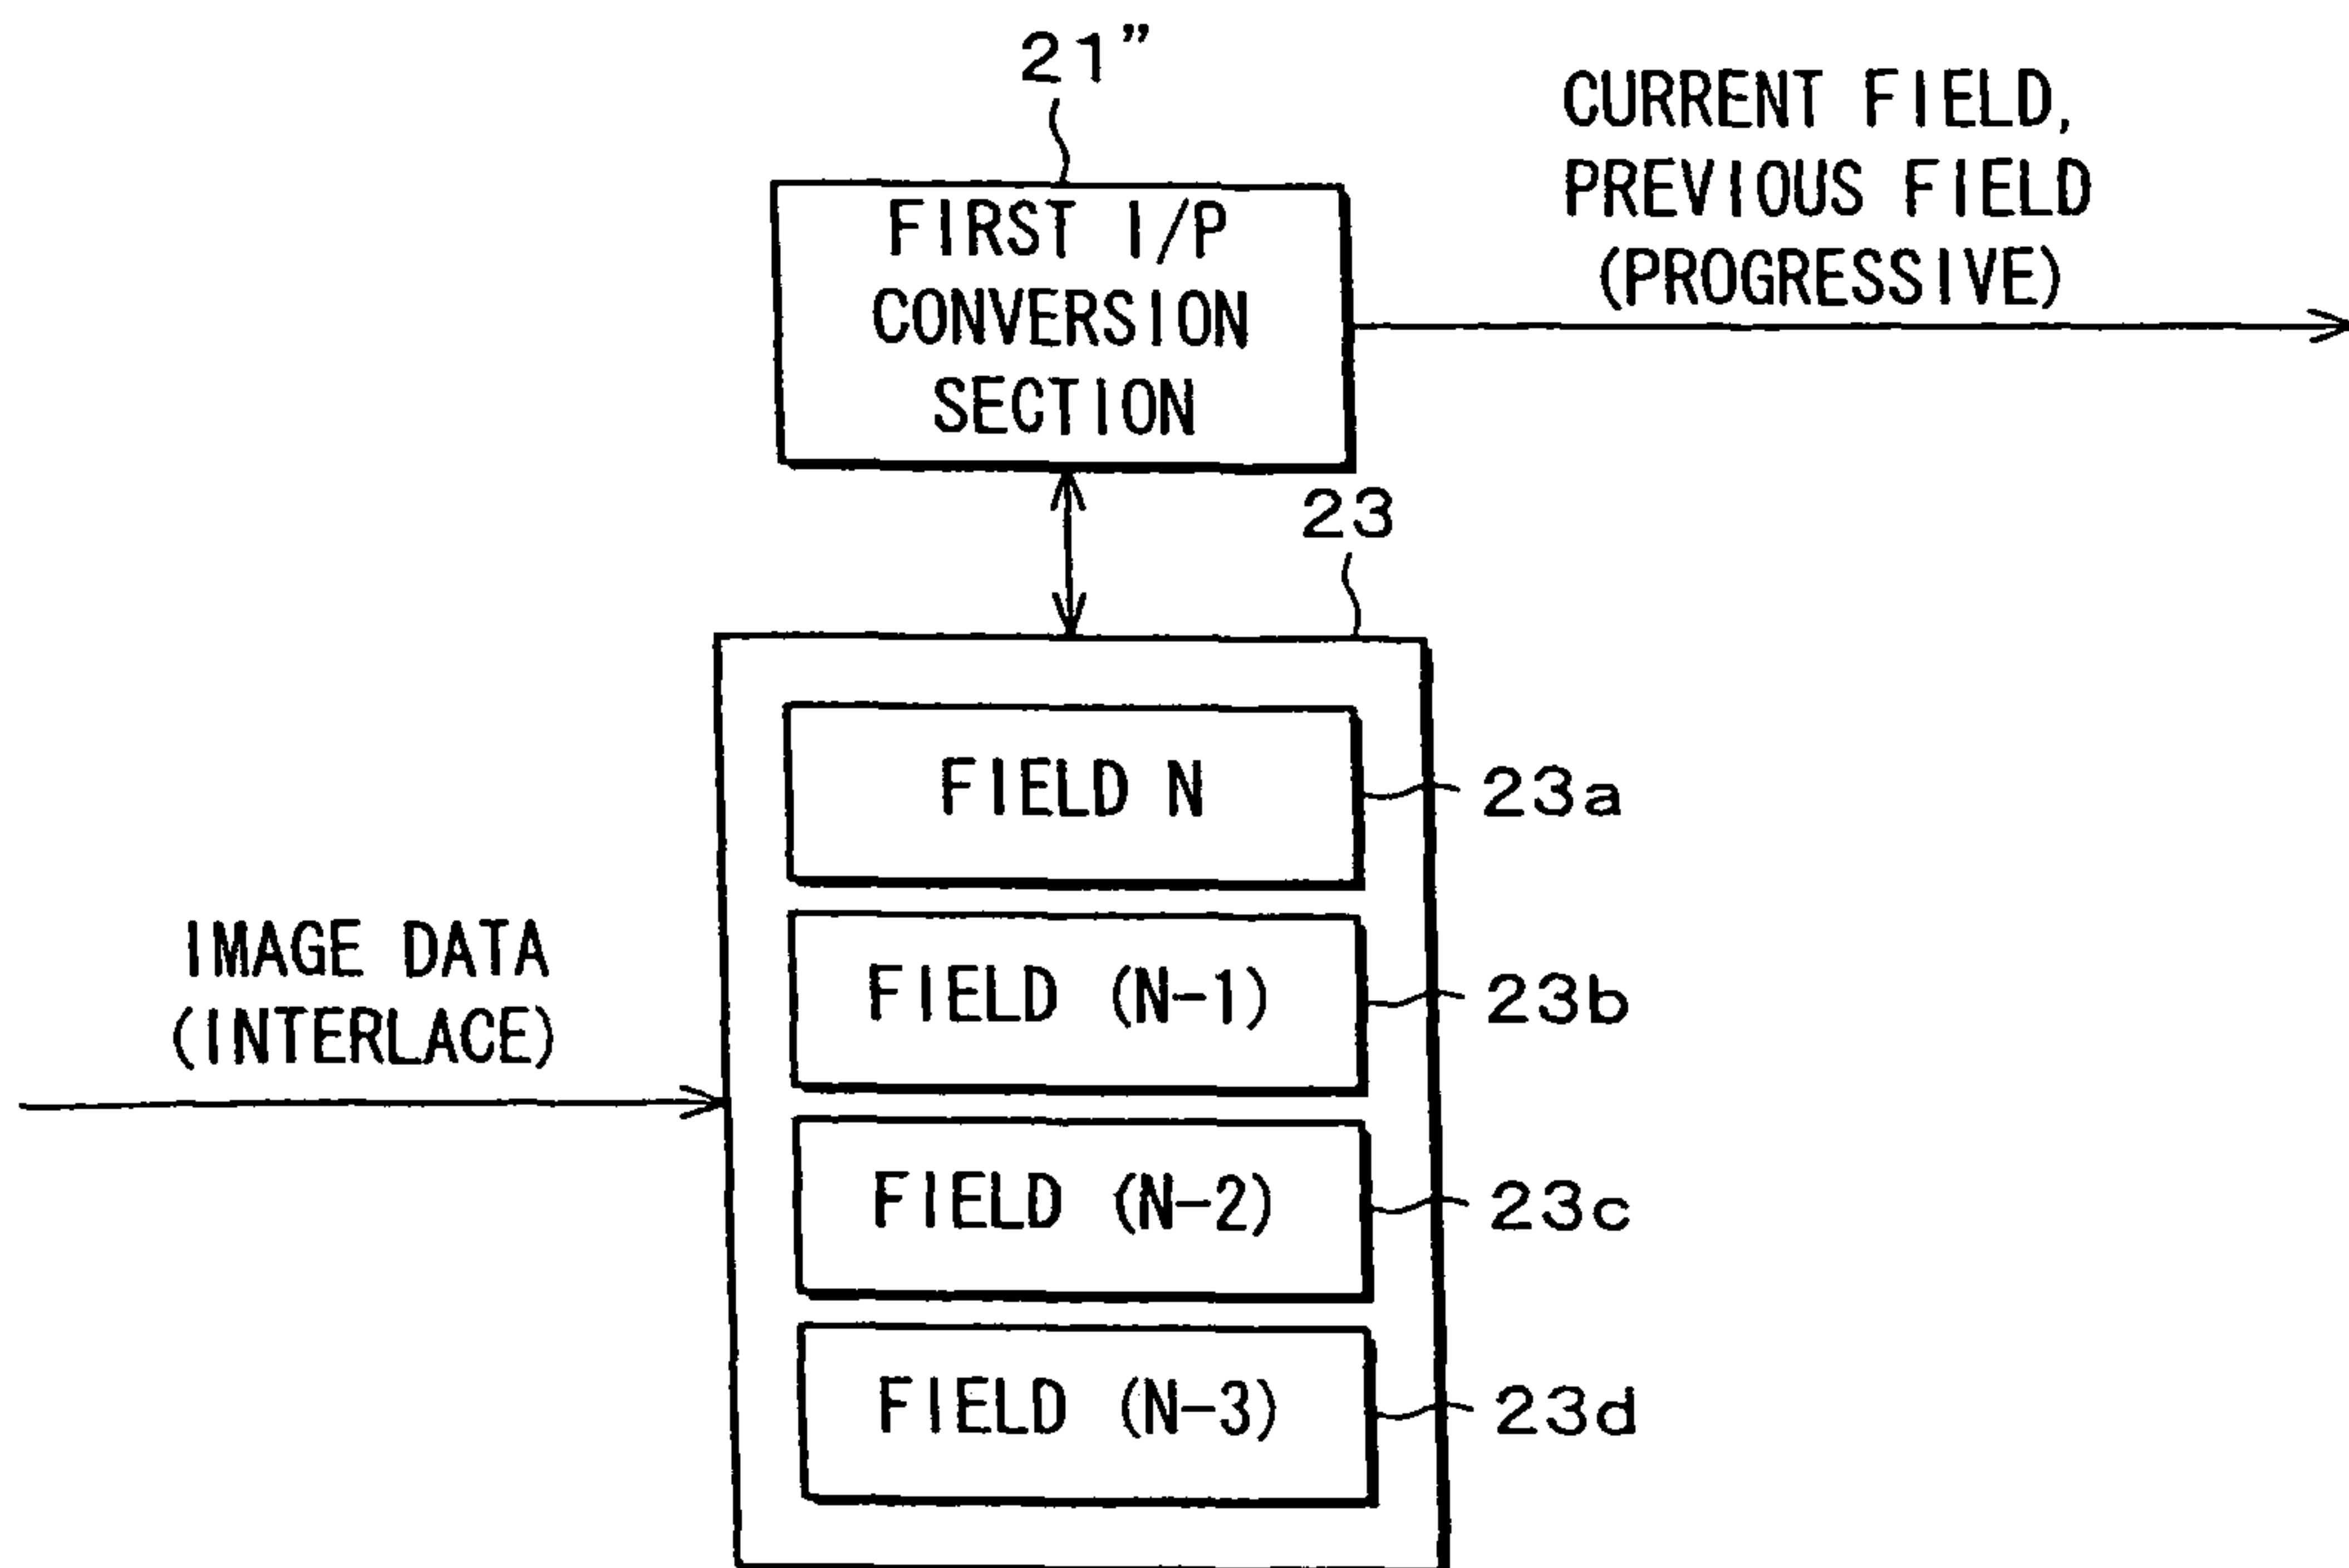 21”
CURRENT FIELD,
PREVIOUS FIELD
(PROGRESSIVE)
FIRST I/P
CONVERSION
SECTION
23
FIELD N
23a
IMAGE DATA
(INTERLACE)
FIELD (N-1)
23b
FIELD (N-2)
23c
FIELD (N-3)
23d